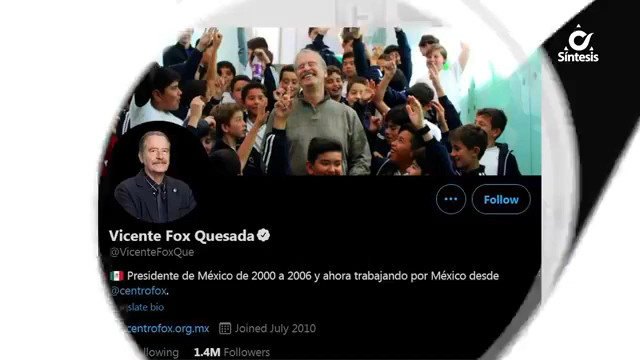 Síntesis
Follow
Vicente Fox Quesada
@VicenteFoxQue
Presidente de México de 2000 a 2006 y ahora trabajando por México desde
@centrofox.
slate bio
centrofox.org.mx Joined July 2010
ollowing 1.4M Followers